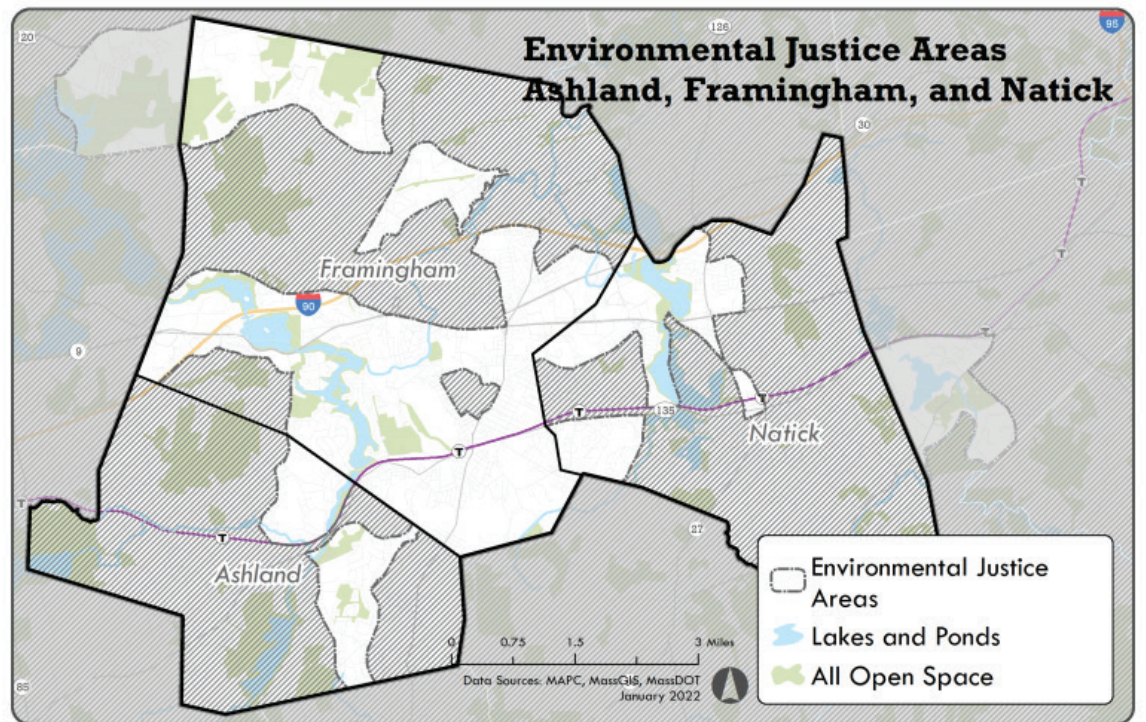 Environmental Justice Areas
Ashland, Framingham, and Natick
20
126
95
30
Framingham
90
9
135
Natick
T
T
T
T
T
T
T
T
27
Ashland
85
0 0.75 1.5 3 Miles
Data Sources: MAPC, MassGIS, MassDOT
January 2022
Environmental Justice
Areas
Lakes and Ponds
All Open Space